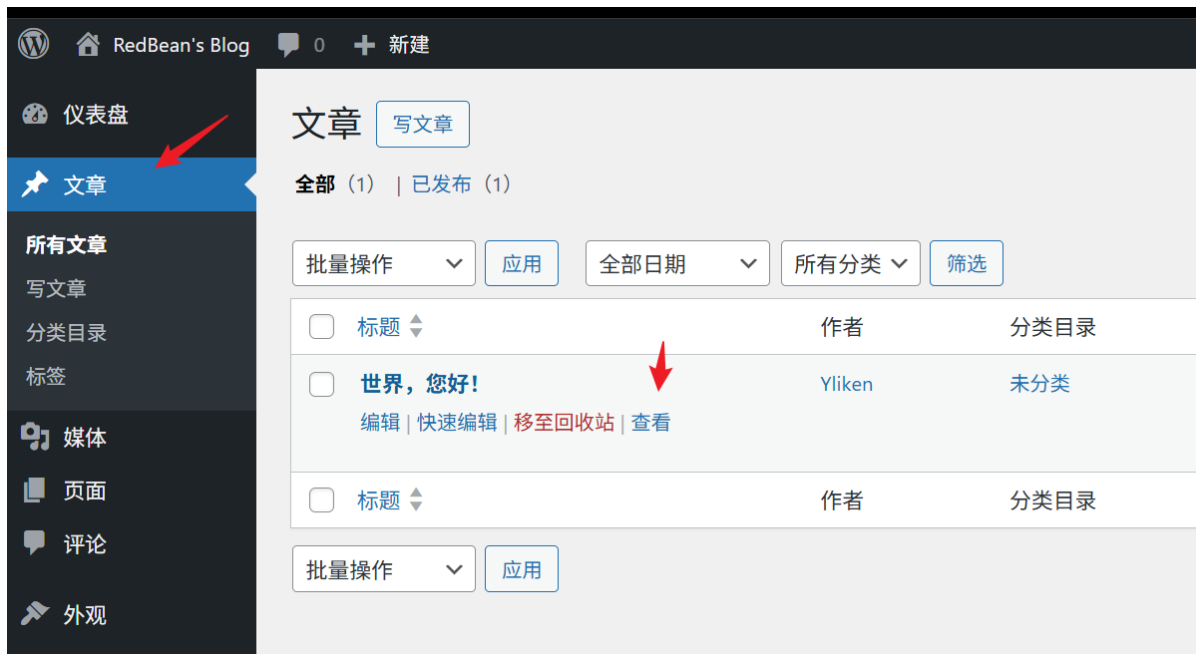 RedBean's Blog 0 新建
仪表盘
文章
所有文章
写文章
分类目录
标签
媒体
页面
评论
外观
文章 写文章
全部 (1) | 已发布 (1)
批量操作 应用 全部日期 所有分类 筛选
标题 作者 分类目录
世界，您好！ Yliken 未分类
编辑 | 快速编辑 | 移至回收站 | 查看
标题 作者 分类目录
批量操作 应用